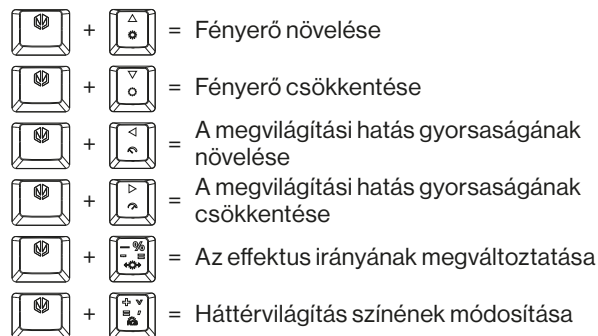 + = Fényerő növelése
+ = Fényerő csökkentése
+ = A megvilágítási hatás gyorsaságának
növelése
+ = A megvilágítási hatás gyorsaságának
csökkentése
+ - % - = = Az effektus irányának megváltoztatása
+ = Háttérvilágítás színének módosítása